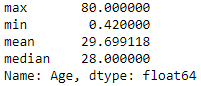 max       80.000000
min        0.420000
mean      29.699118
median    28.000000
Name: Age, dtype: float64